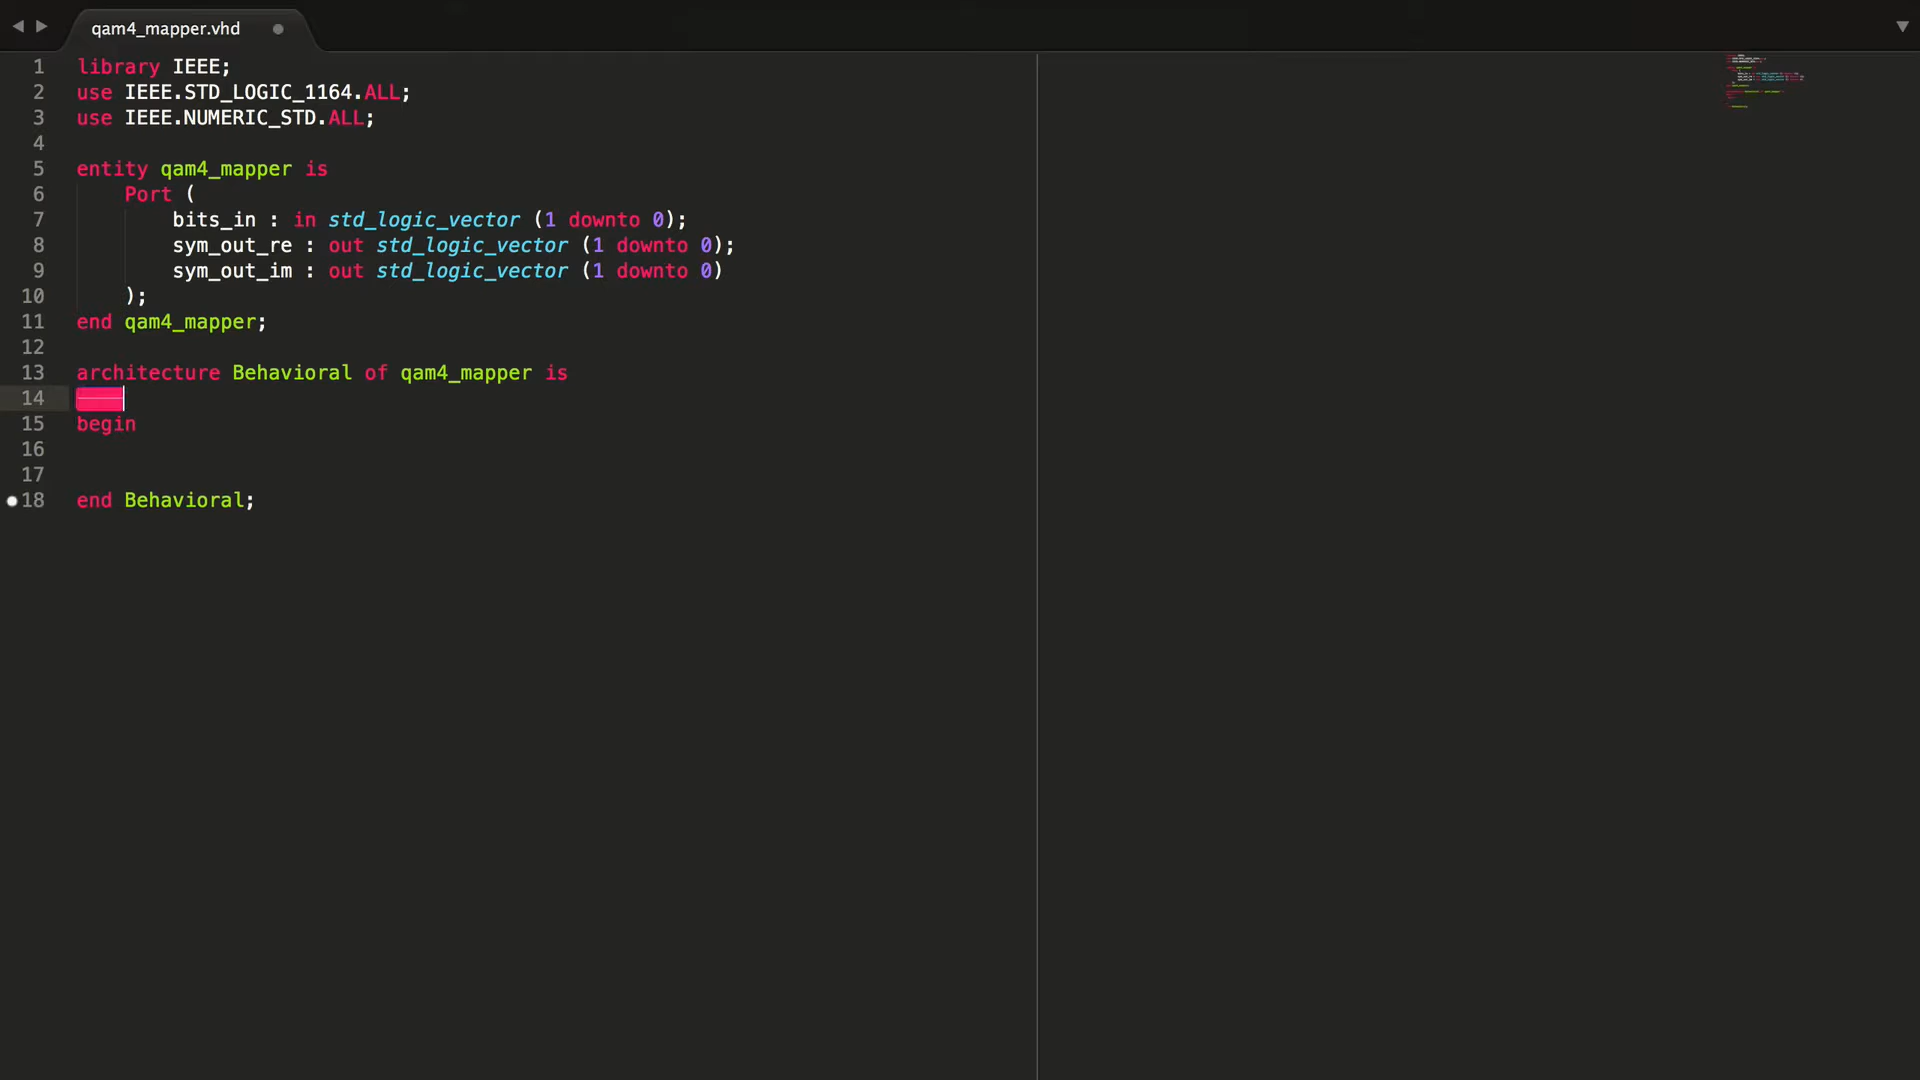 qam4_mapper.vhd
1 library IEEE;
2 use IEEE.STD_LOGIC_1164.ALL;
3 use IEEE.NUMERIC_STD.ALL;
4
5 entity qam4_mapper is
6 Port (
7 bits_in : in std_logic_vector (1 downto 0);
8 sym_out_re : out std_logic_vector (1 downto 0);
9 sym_out_im : out std_logic_vector (1 downto 0)
10 );
11 end qam4_mapper;
12
13 architecture Behavioral of qam4_mapper is
14
15 begin
16
17
18 end Behavioral;